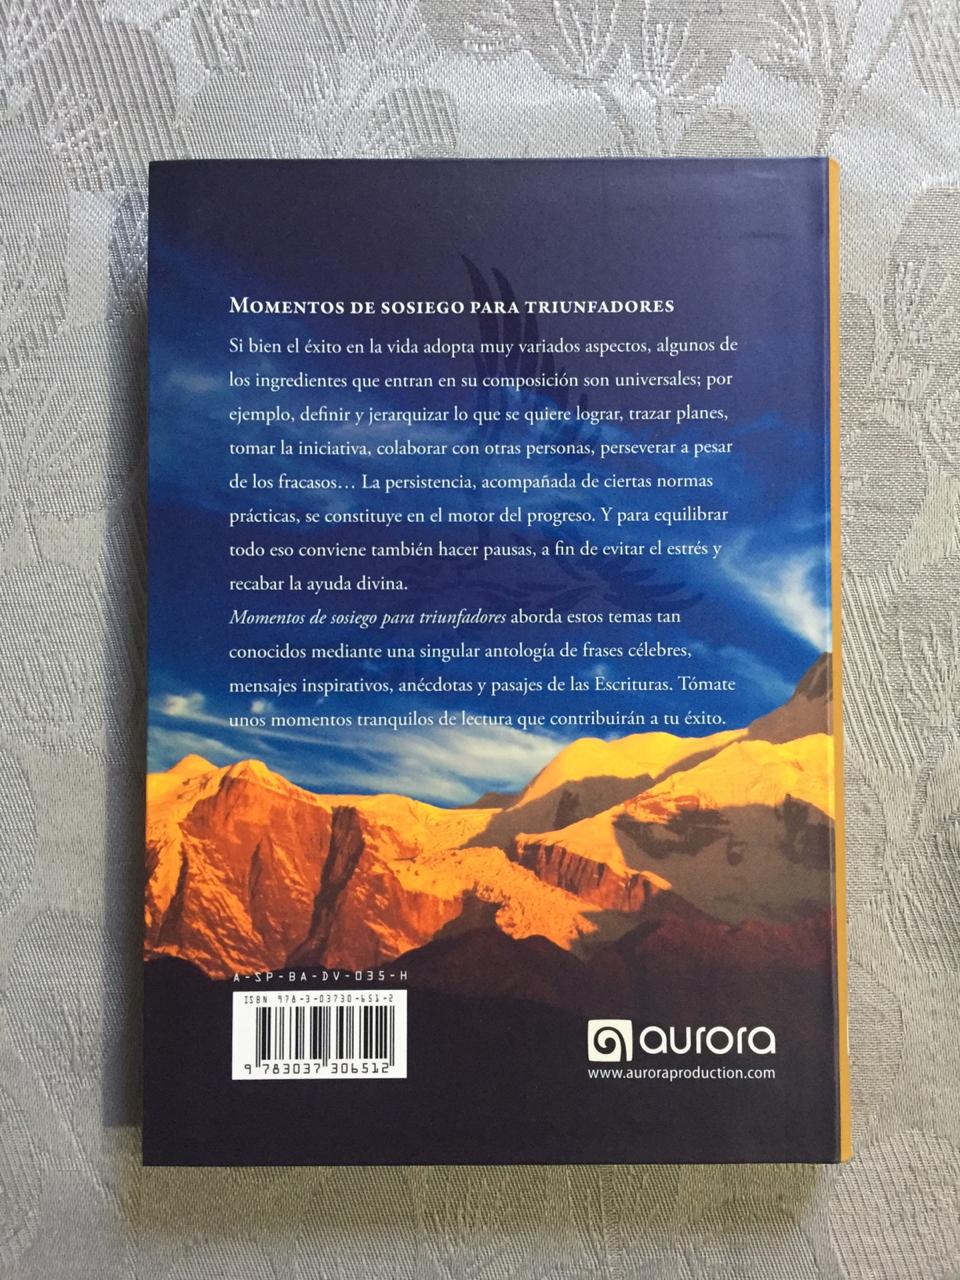 MOMENTOS DE SOSIEGO PARA TRIUNFADORES
Si bien el éxito en la vida adopta muy variados aspectos, algunos de
los ingredientes que entran en su composición son universales; por
ejemplo, definir y jerarquizar lo que se quiere lograr, trazar planes,
tomar la iniciativa, colaborar con otras personas, perseverar a pesar
de los fracasos… La persistencia, acompañada de ciertas normas
prácticas, se constituye en el motor del progreso. Y para equilibrar
todo eso conviene también hacer pausas, a fin de evitar el estrés y
recabar la ayuda divina.
Momentos de sosiego para triunfadores aborda estos temas tan
conocidos mediante una singular antología de frases célebres,
mensajes inspirativos, anécdotas y pasajes de las Escrituras. Tómate
unos momentos tranquilos de lectura que contribuirán a tu éxito.
A-SP-BA-DV-035-H
ISBN 978-3-03730-651-2
9 783037 306512
aurora
www.auroraproduction.com